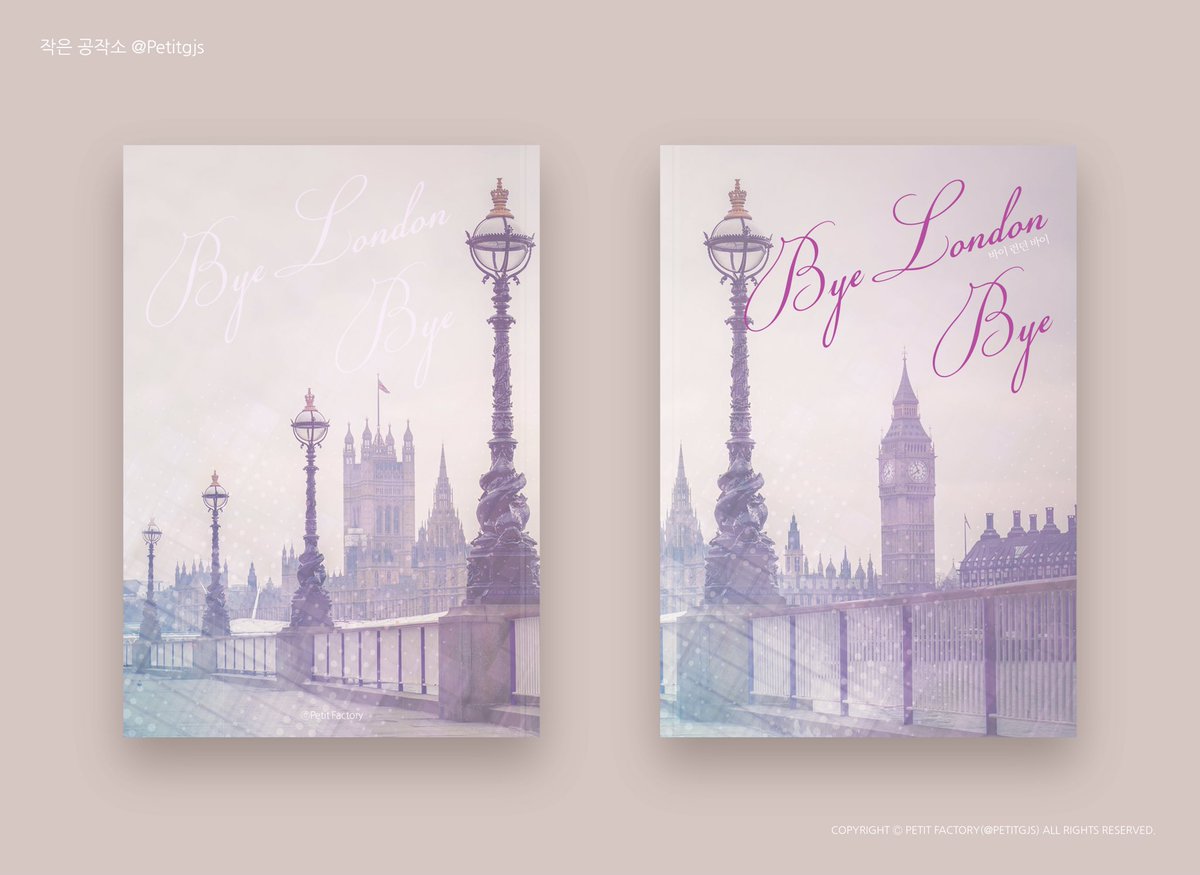 작은 공작소 @Petitgjs
Bye London
Bye
©Petit Factory
Bye London
바이 런던 바이
Bye
COPYRIGHT © PETIT FACTORY(@PETITGJS) ALL RIGHTS RESERVED.